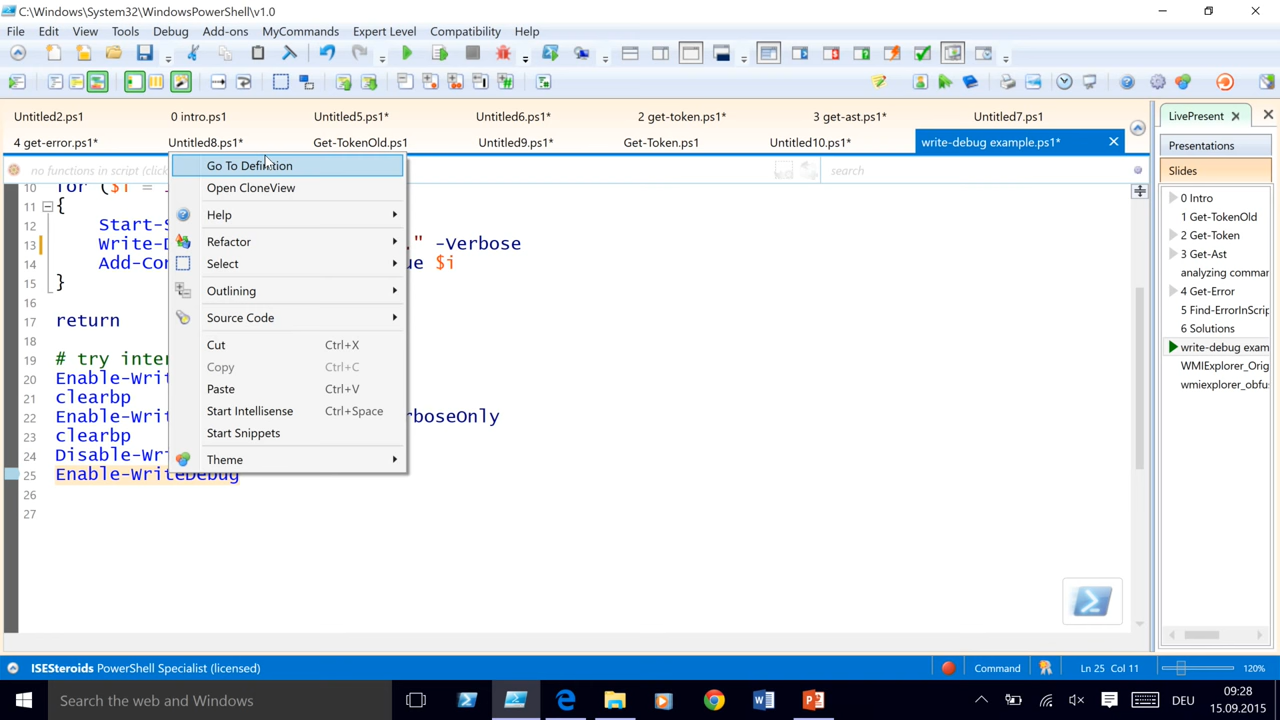 C:\Windows\System32\WindowsPowerShell\v1.0
File Edit View Tools Debug Add-ons MyCommands Expert Level Compatibility Help
Untitled2.ps1 0 intro.ps1 Untitled5.ps1* Untitled6.ps1* 2 get-token.ps1* 3 get-ast.ps1* Untitled7.ps1
4 get-error.ps1* Untitled8.ps1* Get-TokenOld.ps1 Untitled9.ps1* Get-Token.ps1 Untitled10.ps1* write-debug example.ps1*
no functions in script (click search
10 for ($i =
11 {
12 Start-S
13 Write-D ." -Verbose
14 Add-Con ue $i
15 }
16
17 return
18
19 # try inter
20 Enable-Writ
21 clearbp
22 Enable-Writ rboseOnly
23 clearbp
24 Disable-Wri
25 Enable-WriteDebug
26
27
Go To Definition
Open CloneView
Help
Refactor
Select
Outlining
Source Code
Cut Ctrl+X
Copy Ctrl+C
Paste Ctrl+V
Start Intellisense Ctrl+Space
Start Snippets
Theme
LivePresent
Presentations
Slides
0 Intro
1 Get-TokenOld
2 Get-Token
3 Get-Ast
analyzing comma
4 Get-Error
5 Find-ErrorInScrip
6 Solutions
write-debug exam
WMIExplorer_Orig
wmiexplorer_obfu
ISESteroids PowerShell Specialist (licensed) Command Ln 25 Col 11 120%
Search the web and Windows
DEU
09:28
15.09.2015